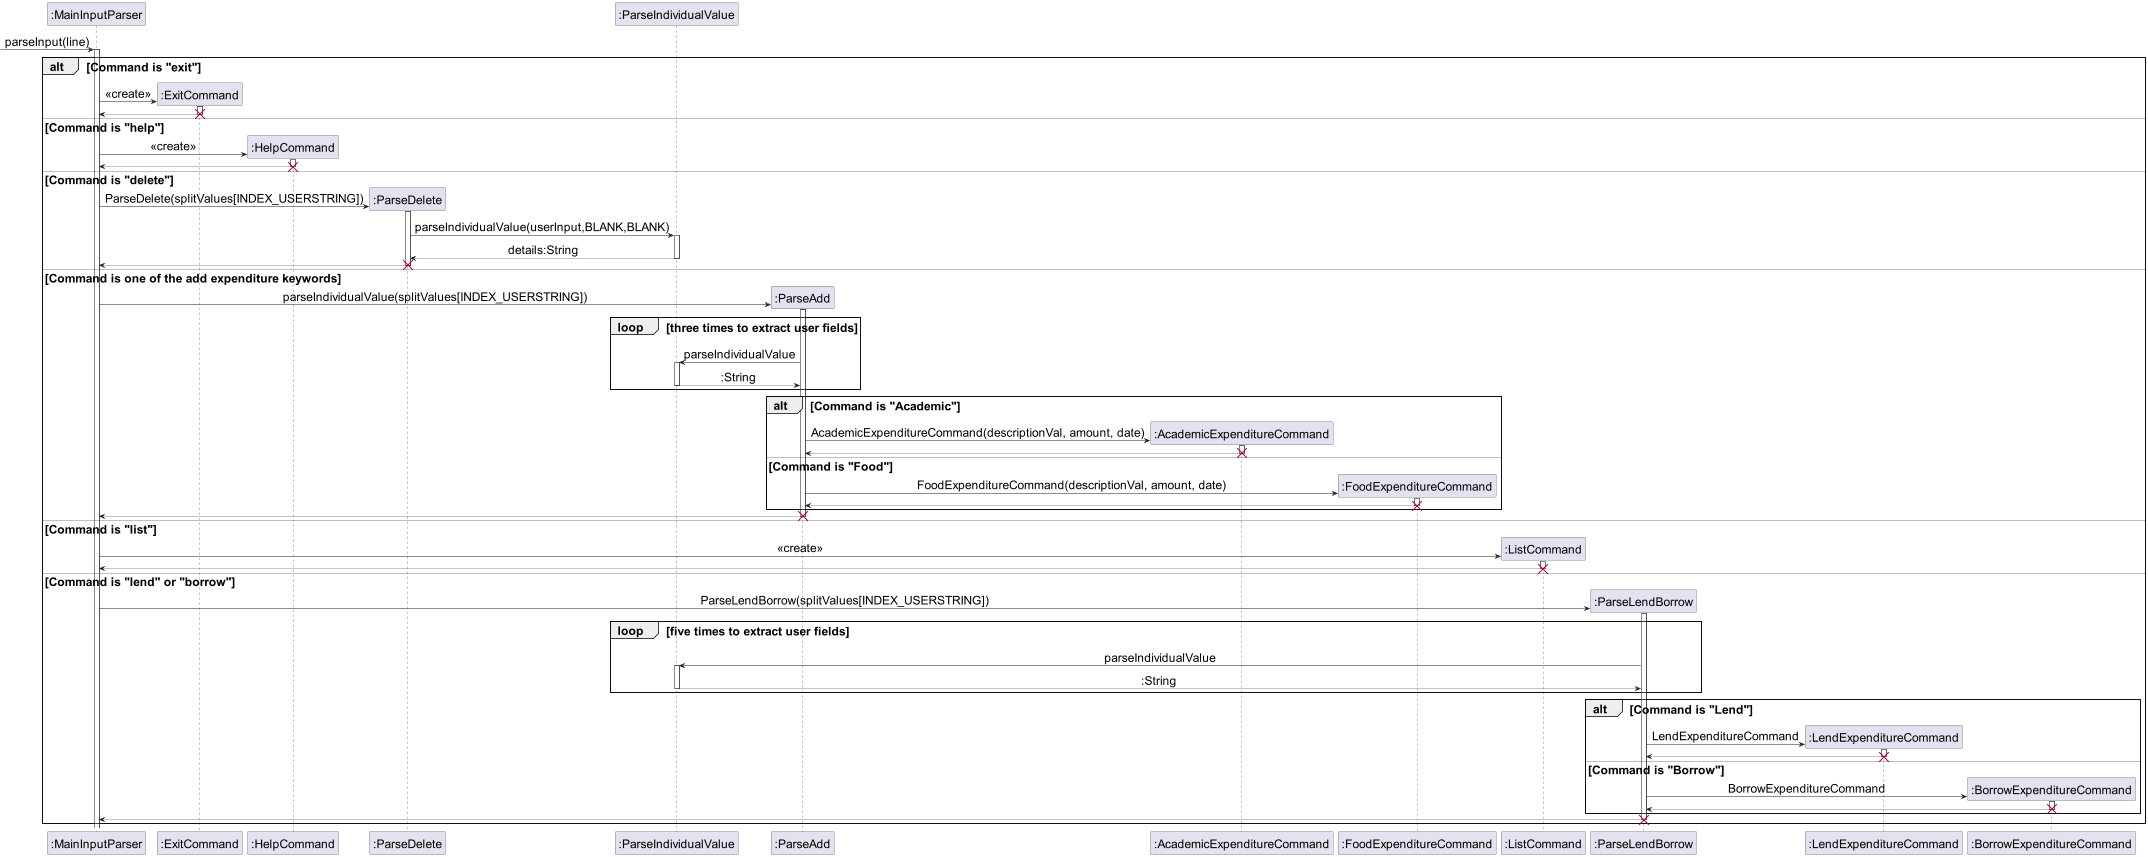 :MainInputParser
:ParseIndividualValue
parseInput(line)
alt [Command is "exit"]
«create»
:ExitCommand
[Command is "help"]
«create»
:HelpCommand
[Command is "delete"]
ParseDelete(splitValues[INDEX_USERSTRING])
:ParseDelete
parseIndividualValue(userInput,BLANK,BLANK)
details:String
[Command is one of the add expenditure keywords]
parseIndividualValue(splitValues[INDEX_USERSTRING])
:ParseAdd
loop [three times to extract user fields]
parseIndividualValue
:String
alt [Command is "Academic"]
AcademicExpenditureCommand(descriptionVal, amount, date)
:AcademicExpenditureCommand
[Command is "Food"]
FoodExpenditureCommand(descriptionVal, amount, date)
:FoodExpenditureCommand
[Command is "list"]
«create»
:ListCommand
[Command is "lend" or "borrow"]
ParseLendBorrow(splitValues[INDEX_USERSTRING])
:ParseLendBorrow
loop [five times to extract user fields]
parseIndividualValue
:String
alt [Command is "Lend"]
LendExpenditureCommand
:LendExpenditureCommand
[Command is "Borrow"]
BorrowExpenditureCommand
:BorrowExpenditureCommand
:MainInputParser
:ExitCommand
:HelpCommand
:ParseDelete
:ParseIndividualValue
:ParseAdd
:AcademicExpenditureCommand
:FoodExpenditureCommand
:ListCommand
:ParseLendBorrow
:LendExpenditureCommand
:BorrowExpenditureCommand